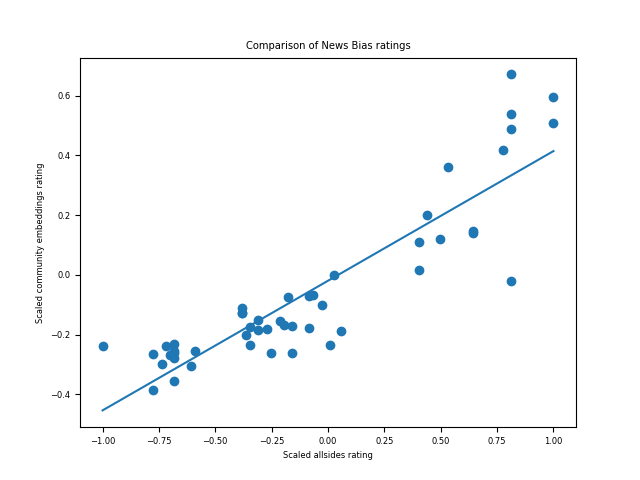 Comparison of News Bias ratings
Scaled community embeddings rating
0.6
0.4
0.2
0.0
−0.2
−0.4
−1.00 −0.75 −0.50 −0.25 0.00 0.25 0.50 0.75 1.00
Scaled allsides rating